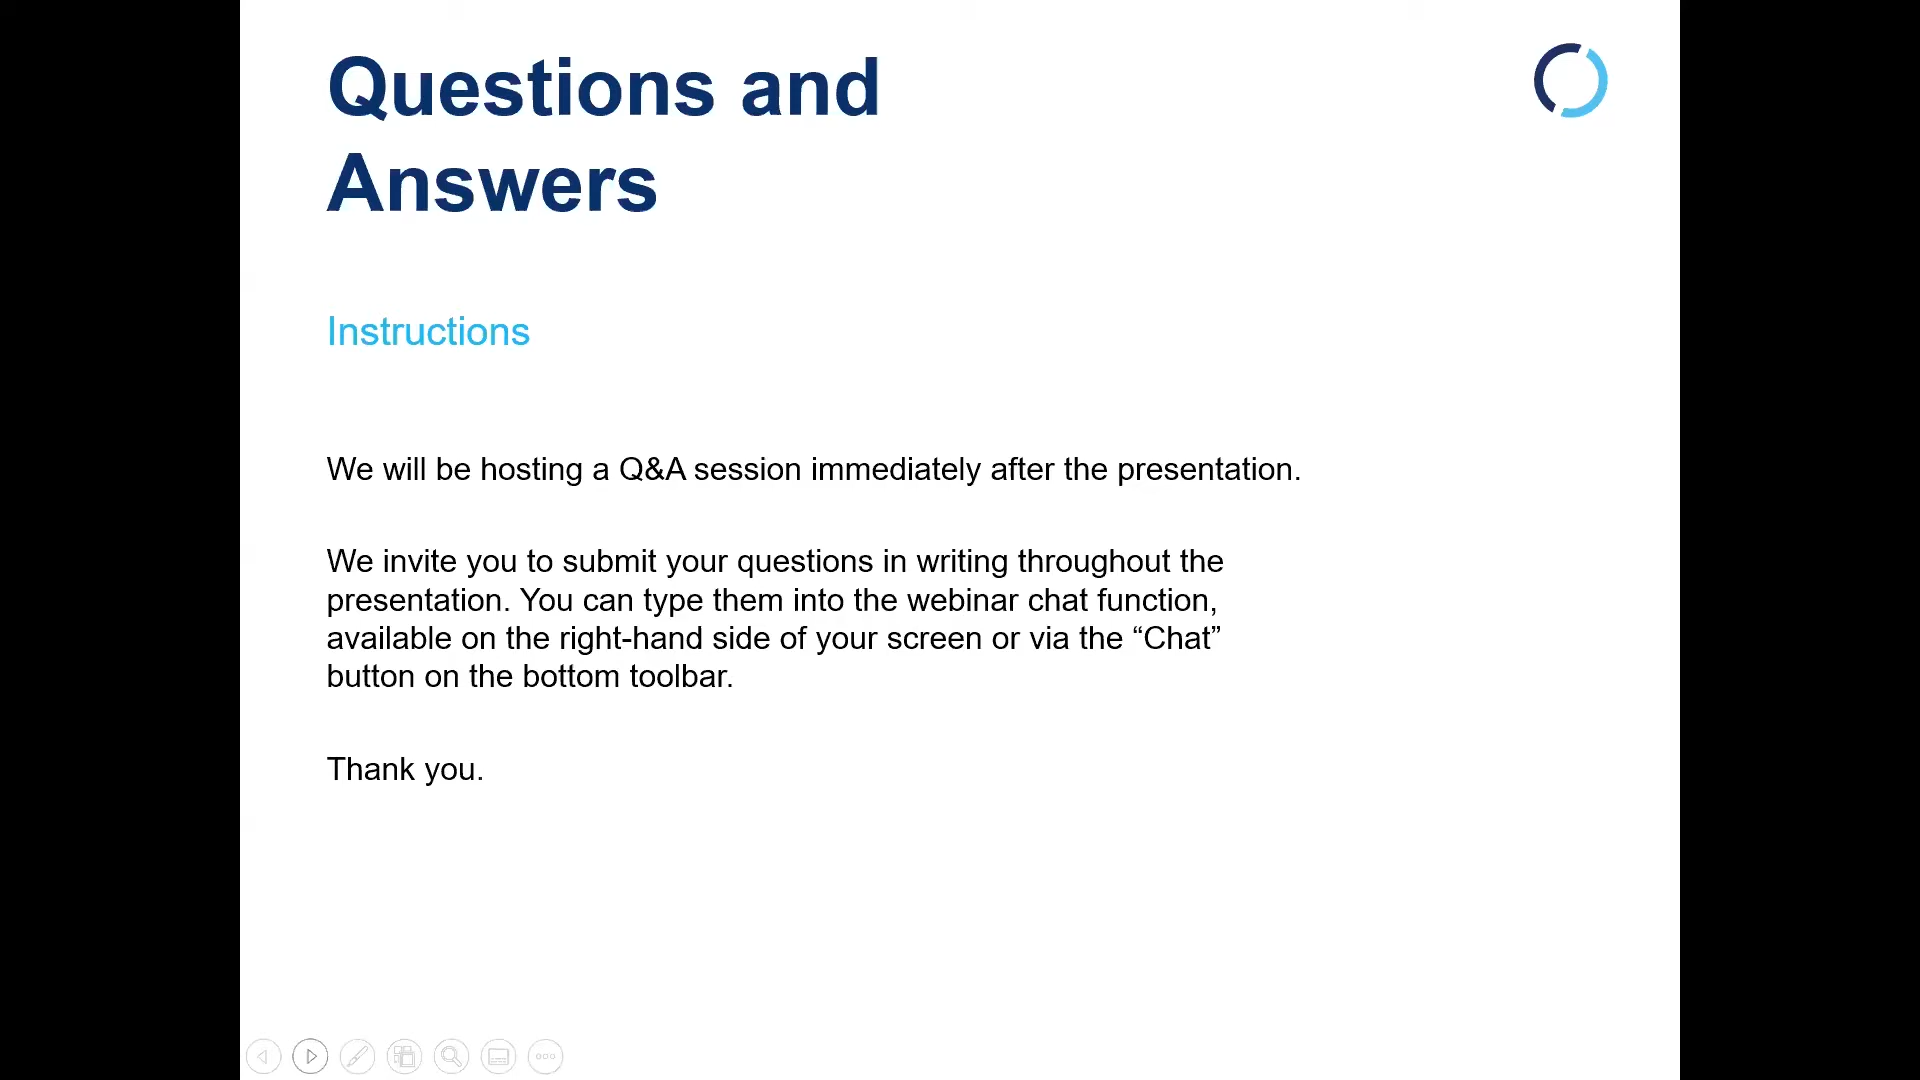 Questions and
Answers
Instructions
We will be hosting a Q&A session immediately after the presentation.
We invite you to submit your questions in writing throughout the
presentation. You can type them into the webinar chat function,
available on the right-hand side of your screen or via the “Chat”
button on the bottom toolbar.
Thank you.